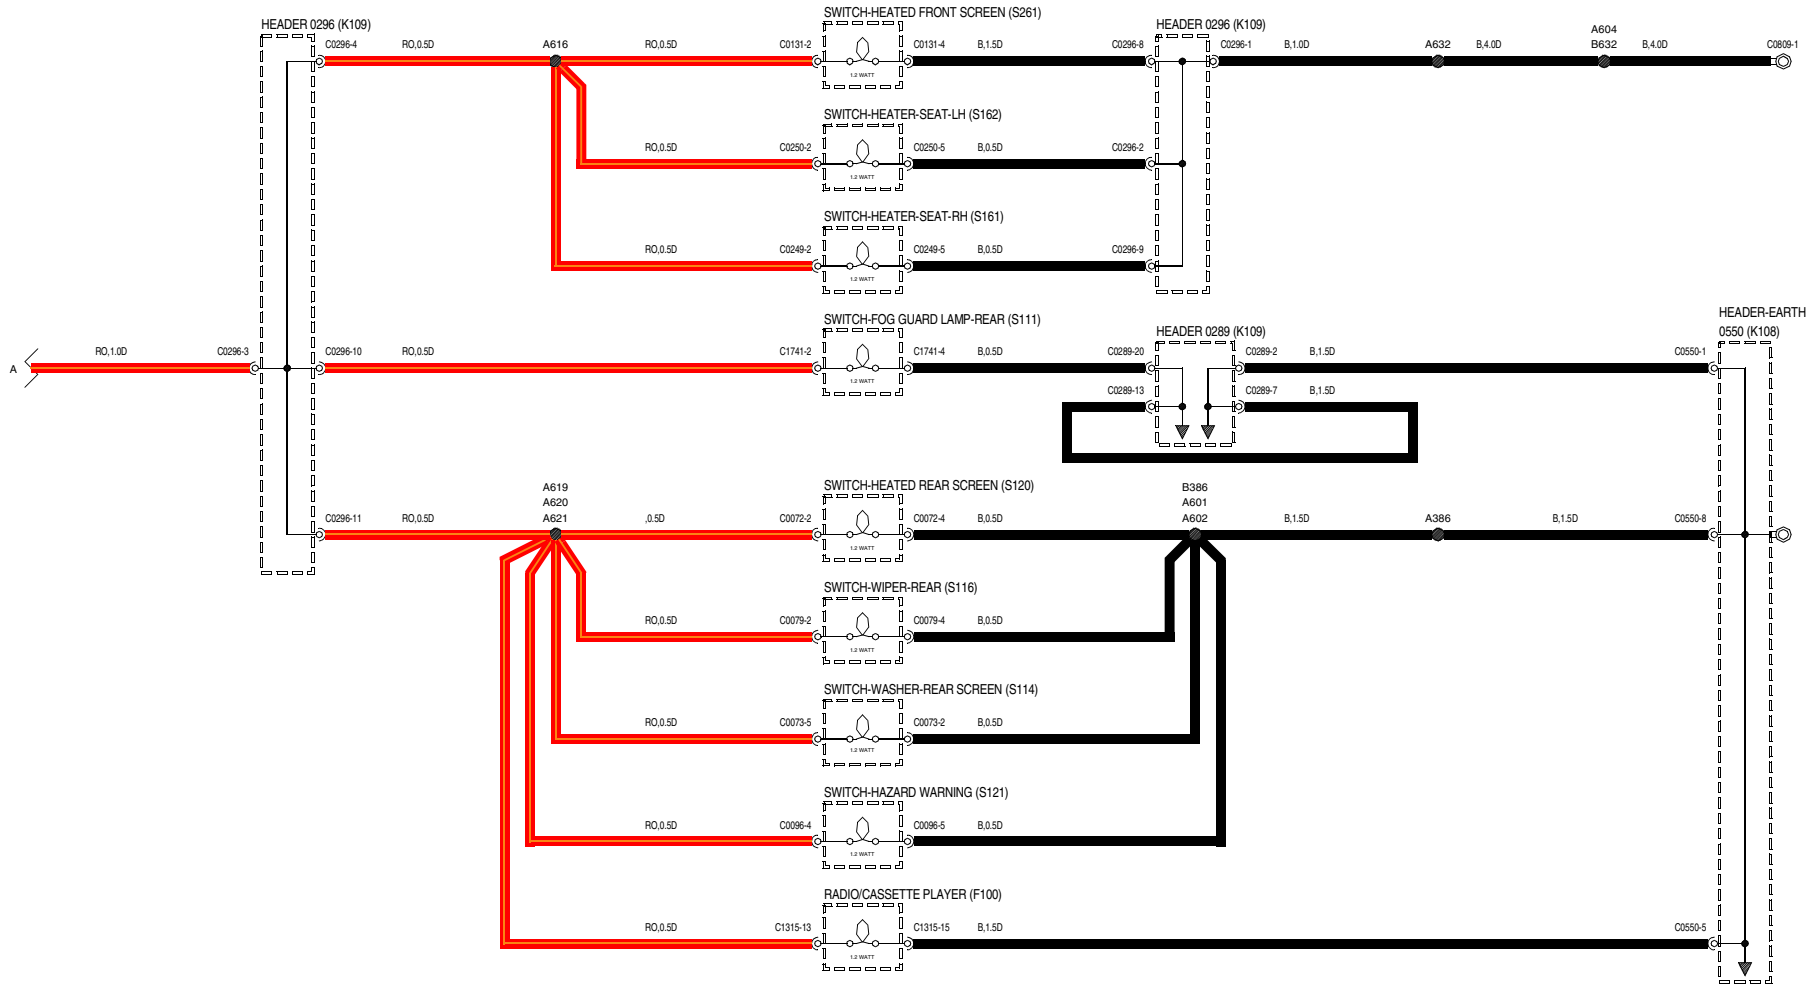 SWITCH-HEATED FRONT SCREEN (S261)
HEADER 0296 (K109)
HEADER 0296 (K109)
A604
C0296-4
RO,0.5D
A616
RO,0.5D
C0131-2
C0131-4
B,1.5D
C0296-8
C0296-1
B,1.0D
A632
B,4.0D
B632
B,4.0D
C0809-1
1.2 WATT
SWITCH-HEATER-SEAT-LH (S162)
RO,0.5D
C0250-2
C0250-5
B,0.5D
C0296-2
1.2 WATT
SWITCH-HEATER-SEAT-RH (S161)
RO,0.5D
C0249-2
C0249-5
B,0.5D
C0296-9
1.2 WATT
SWITCH-FOG GUARD LAMP-REAR (S111)
HEADER 0289 (K109)
HEADER-EARTH
0550 (K108)
A
RO,1.0D
C0296-3
C0296-10
RO,0.5D
C1741-2
C1741-4
B,0.5D
C0289-20
C0289-2
B,1.5D
C0550-1
1.2 WATT
C0289-13
C0289-7
B,1.5D
SWITCH-HEATED REAR SCREEN (S120)
A619
A620
A621
B386
A601
A602
C0296-11
RO,0.5D
,0.5D
C0072-2
C0072-4
B,0.5D
B,1.5D
A386
B,1.5D
C0550-8
1.2 WATT
SWITCH-WIPER-REAR (S116)
RO,0.5D
C0079-2
C0079-4
B,0.5D
1.2 WATT
SWITCH-WASHER-REAR SCREEN (S114)
RO,0.5D
C0073-5
C0073-2
B,0.5D
1.2 WATT
SWITCH-HAZARD WARNING (S121)
RO,0.5D
C0096-4
C0096-5
B,0.5D
1.2 WATT
RADIO/CASSETTE PLAYER (F100)
RO,0.5D
C1315-13
C1315-15
B,1.5D
C0550-5
1.2 WATT